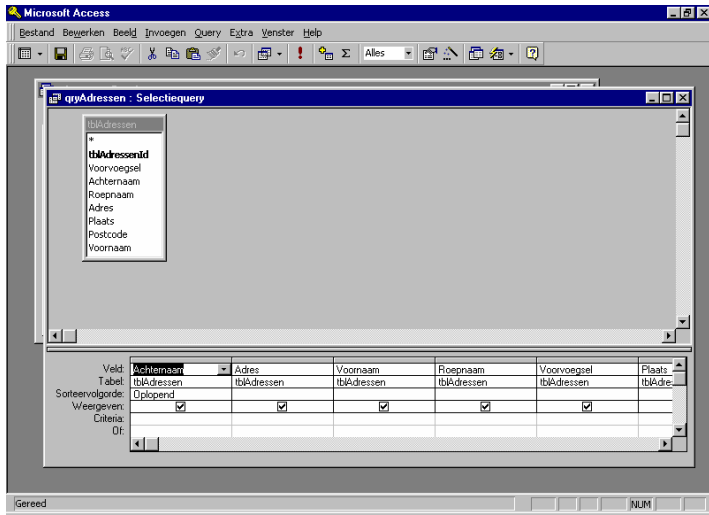 Microsoft Access
Bestand Bewerken Beeld Invoegen Query Extra Venster Help
Σ Alles
qryAdressen : Selectiequery
tblAdressen
*
tblAdressenId
Voorvoegsel
Achternaam
Roepnaam
Adres
Plaats
Postcode
Voornaam
Veld: Achternaam Adres Voornaam Roepnaam Voorvoegsel Plaats
Tabel: tblAdressen tblAdressen tblAdressen tblAdressen tblAdressen tblAdres
Sorteervolgorde: Oplopend
Weergeven:
Criteria:
Of:
Gereed NUM